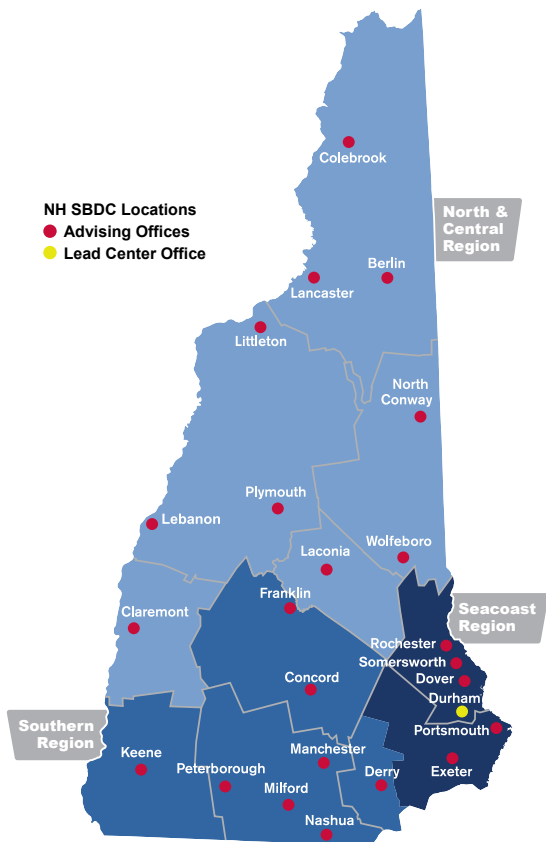 Colebrook
NH SBDC Locations
Advising Offices
Lead Center Office
North &
Central
Region
Berlin
Lancaster
Littleton
North
Conway
Plymouth
Lebanon
Wolfeboro
Laconia
Franklin
Claremont
Seacoast
Region
Rochester
Somersworth
Dover
Durham
Concord
Southern
Region
Portsmouth
Keene
Manchester
Peterborough
Derry
Exeter
Milford
Nashua